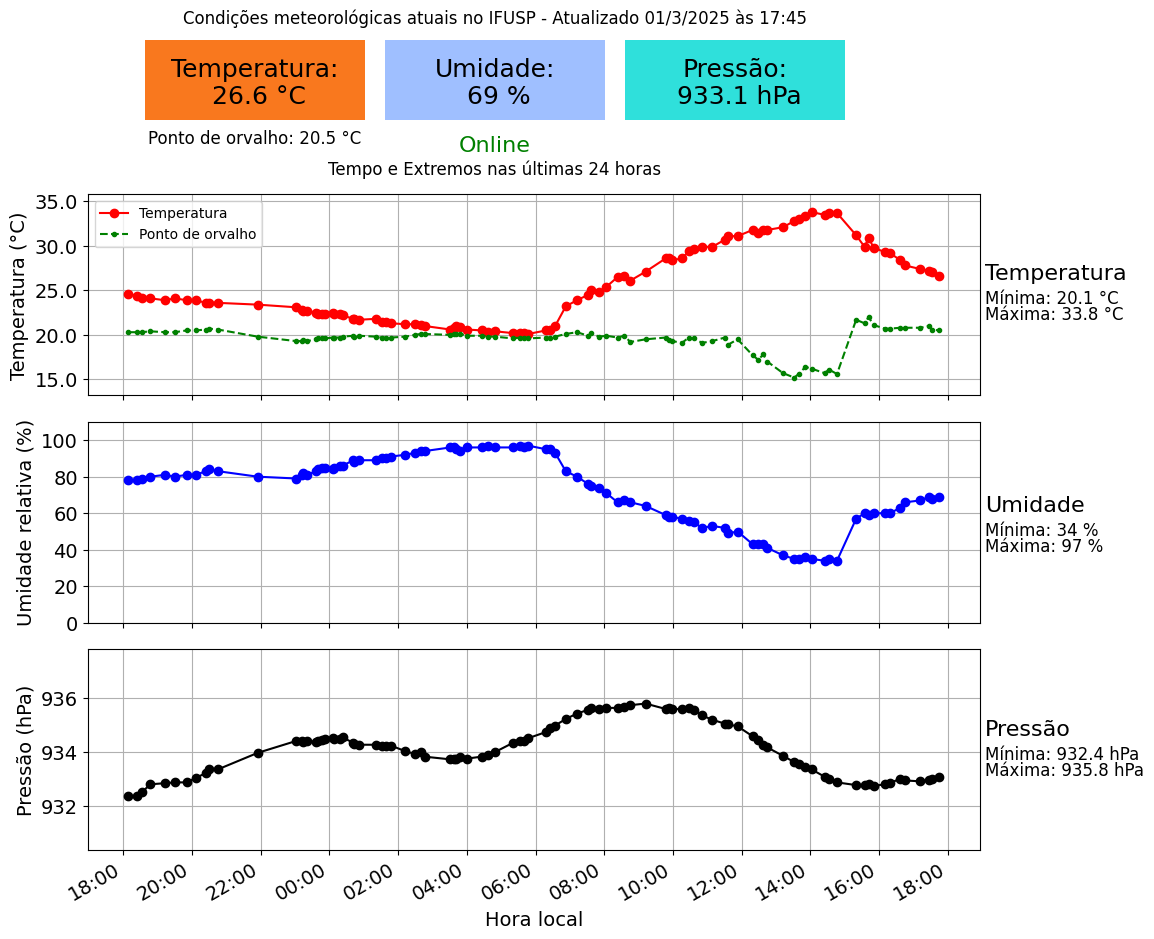 Condições meteorológicas atuais no IFUSP - Atualizado 01/3/2025 às 17:45
Temperatura:
26.6 °C
Umidade:
69 %
Pressão:
933.1 hPa
Ponto de orvalho: 20.5 °C
Online
Tempo e Extremos nas últimas 24 horas
Temperatura (°C)
35.0
30.0
25.0
20.0
15.0
Temperatura
Ponto de orvalho
Temperatura
Mínima: 20.1 °C
Máxima: 33.8 °C
Umidade relativa (%)
100
80
60
40
20
0
Umidade
Mínima: 34 %
Máxima: 97 %
Pressão (hPa)
936
934
932
Pressão
Mínima: 932.4 hPa
Máxima: 935.8 hPa
18:00 20:00 22:00 00:00 02:00 04:00 06:00 08:00 10:00 12:00 14:00 16:00 18:00
Hora local